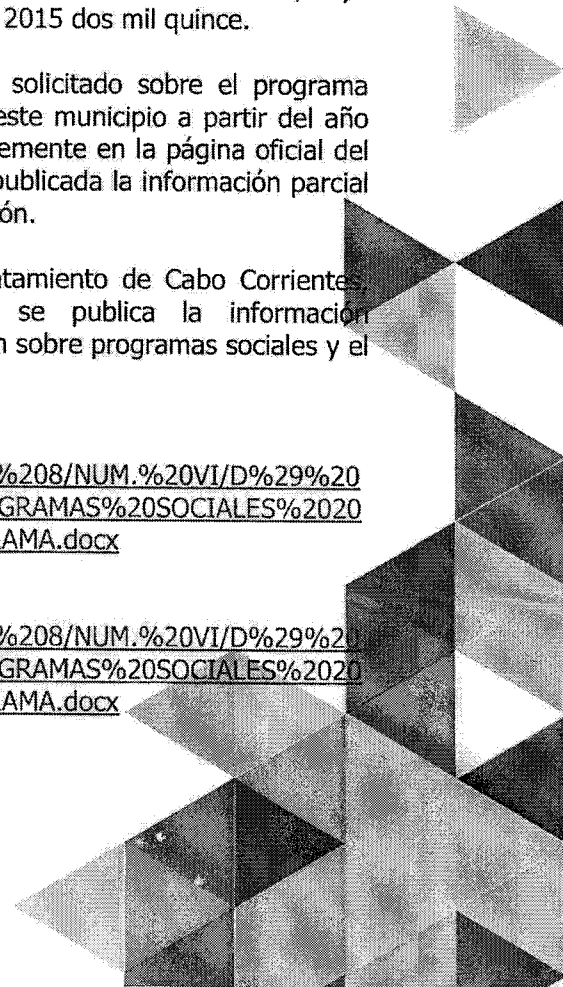 2015 dos mil quince.
solicitado sobre el programa
este municipio a partir del año
emente en la página oficial del
publicada la información parcial
ón.
tamiento de Cabo Corrientes,
se publica la información
n sobre programas sociales y el
%208/NUM.%20VI/D%29%20
GRAMAS%20SOCIALES%2020
AMA.docx
%208/NUM.%20VI/D%29%20
GRAMAS%20SOCIALES%2020
AMA.docx